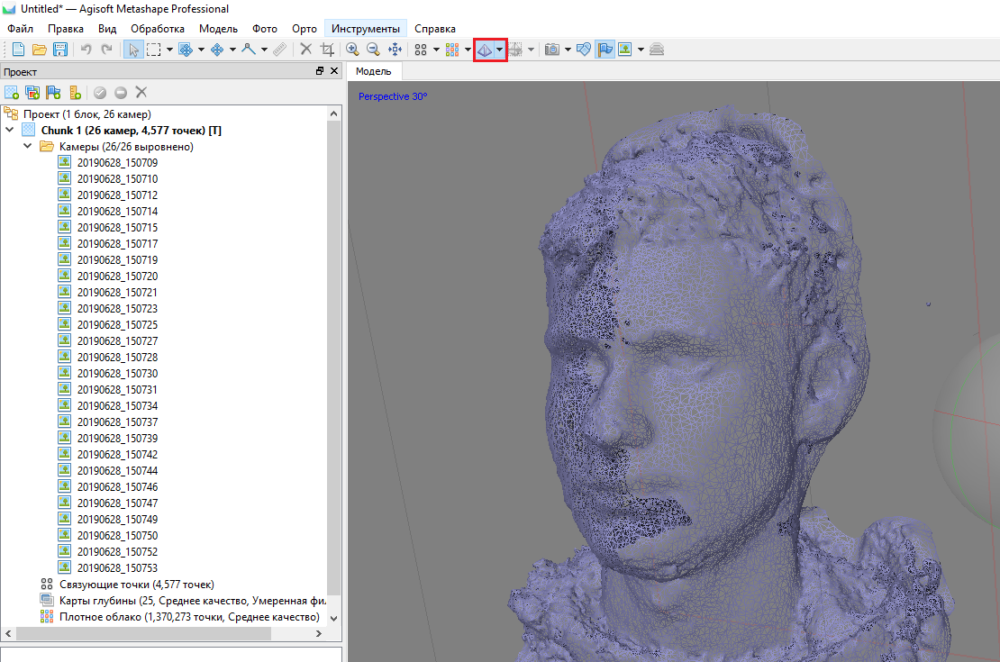 Untitled* — Agisoft Metashape Professional
Файл Правка Вид Обработка Модель Фото Орто Инструменты Справка
Проект
Модель
Perspective 30°
Проект (1 блок, 26 камер)
Chunk 1 (26 камер, 4,577 точек) [T]
Камеры (26/26 выровнено)
20190628_150709
20190628_150710
20190628_150712
20190628_150714
20190628_150715
20190628_150717
20190628_150719
20190628_150720
20190628_150721
20190628_150723
20190628_150725
20190628_150727
20190628_150728
20190628_150730
20190628_150731
20190628_150734
20190628_150737
20190628_150739
20190628_150742
20190628_150744
20190628_150746
20190628_150747
20190628_150749
20190628_150750
20190628_150752
20190628_150753
Связующие точки (4,577 точек)
Карты глубины (25, Среднее качество, Умеренная фил
Плотное облако (1,370,273 точки, Среднее качество)